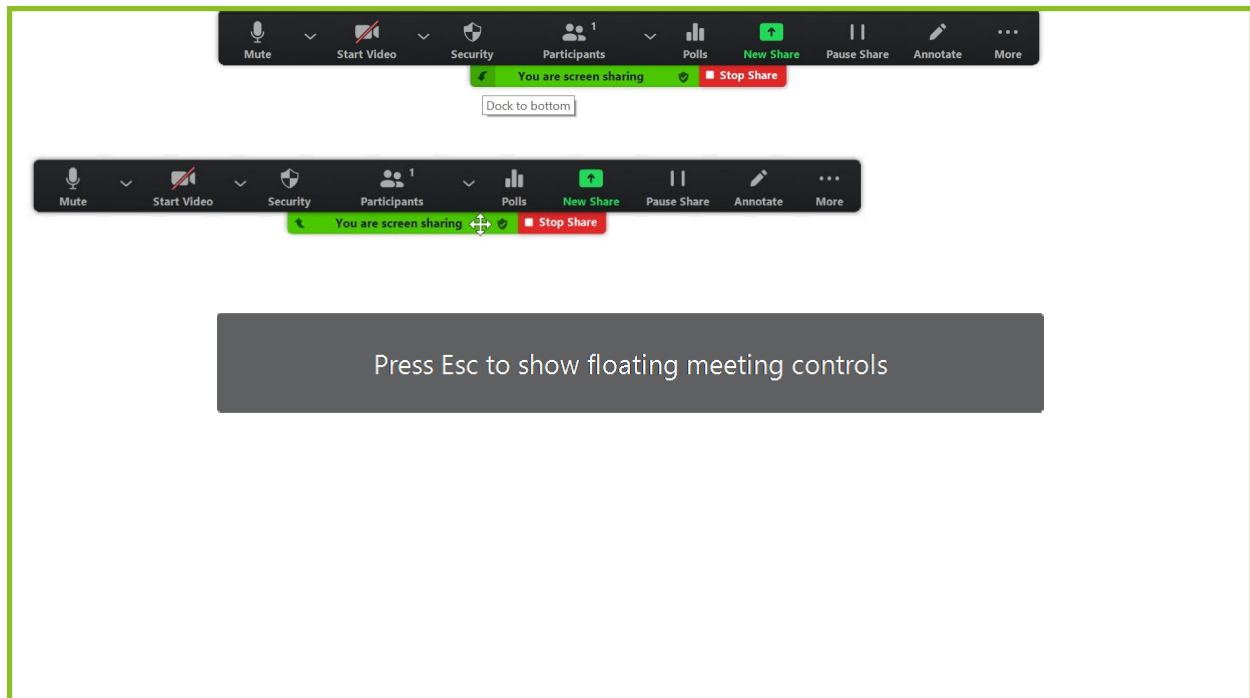 1
Mute Start Video Security Participants Polls New Share Pause Share Annotate More
You are screen sharing Stop Share
Dock to bottom
1
Mute Start Video Security Participants Polls New Share Pause Share Annotate More
You are screen sharing Stop Share
Press Esc to show floating meeting controls